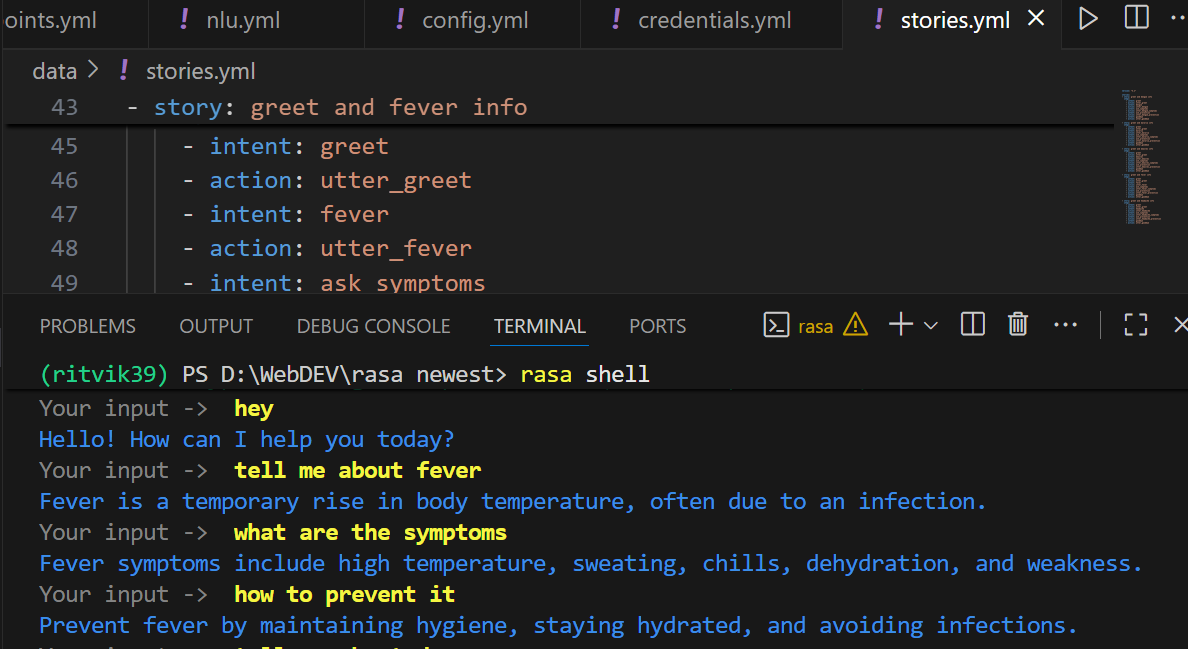 oints.yml ! nlu.yml ! config.yml ! credentials.yml ! stories.yml
data > ! stories.yml
43 - story: greet and fever info
45 - intent: greet
46 - action: utter_greet
47 - intent: fever
48 - action: utter_fever
49 - intent: ask_symptoms
PROBLEMS OUTPUT DEBUG CONSOLE TERMINAL PORTS rasa
(ritvik39) PS D:\WebDEV\rasa newest> rasa shell
Your input -> hey
Hello! How can I help you today?
Your input -> tell me about fever
Fever is a temporary rise in body temperature, often due to an infection.
Your input -> what are the symptoms
Fever symptoms include high temperature, sweating, chills, dehydration, and weakness.
Your input -> how to prevent it
Prevent fever by maintaining hygiene, staying hydrated, and avoiding infections.